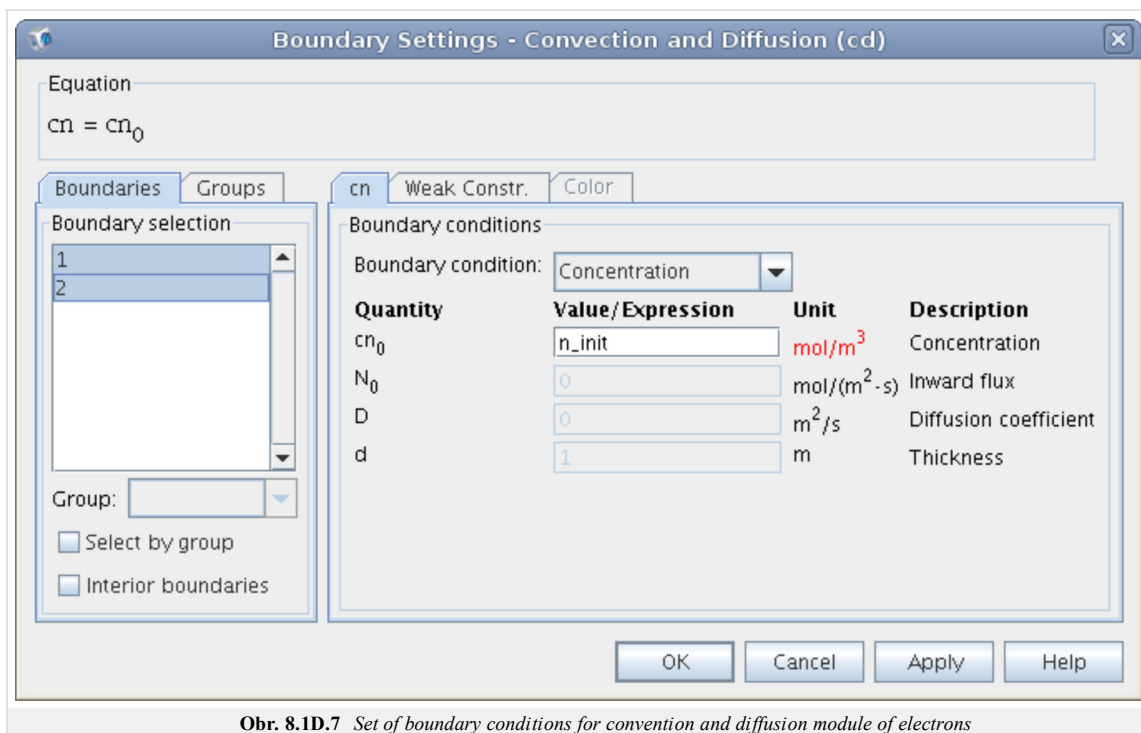 Boundary Settings - Convection and Diffusion (cd)
Equation
cn = cn₀
Boundaries Groups
Boundary selection
1
2
Group:
Select by group
Interior boundaries
cn Weak Constr. Color
Boundary conditions
Boundary condition: Concentration
Quantity Value/Expression Unit Description
cn₀ n_init mol/m³ Concentration
N₀ 0 mol/(m²·s) Inward flux
D 0 m²/s Diffusion coefficient
d 1 m Thickness
OK Cancel Apply Help
Obr. 8.1D.7 Set of boundary conditions for convention and diffusion module of electrons